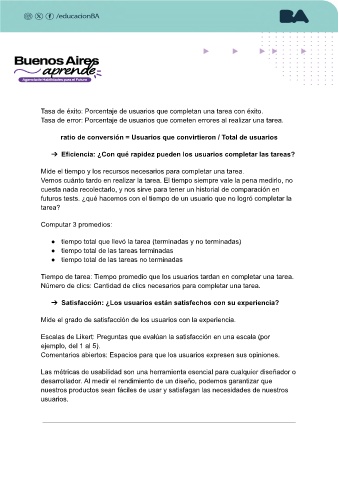 /educacionBA
BA
Buenos Aires
aprende
Agencia de Habilidades para el Futuro
Tasa de éxito: Porcentaje de usuarios que completan una tarea con éxito.
Tasa de error: Porcentaje de usuarios que cometen errores al realizar una tarea.
ratio de conversión = Usuarios que convirtieron / Total de usuarios
➔ Eficiencia: ¿Con qué rapidez pueden los usuarios completar las tareas?
Mide el tiempo y los recursos necesarios para completar una tarea.
Vemos cuánto tardo en realizar la tarea. El tiempo siempre vale la pena medirlo, no
cuesta nada recolectarlo, y nos sirve para tener un historial de comparación en
futuros tests. ¿qué hacemos con el tiempo de un usuario que no logró completar la
tarea?
Computar 3 promedios:
● tiempo total que llevó la tarea (terminadas y no terminadas)
● tiempo total de las tareas terminadas
● tiempo total de las tareas no terminadas
Tiempo de tarea: Tiempo promedio que los usuarios tardan en completar una tarea.
Número de clics: Cantidad de clics necesarios para completar una tarea.
➔ Satisfacción: ¿Los usuarios están satisfechos con su experiencia?
Mide el grado de satisfacción de los usuarios con la experiencia.
Escalas de Likert: Preguntas que evalúan la satisfacción en una escala (por
ejemplo, del 1 al 5).
Comentarios abiertos: Espacios para que los usuarios expresen sus opiniones.
Las métricas de usabilidad son una herramienta esencial para cualquier diseñador o
desarrollador. Al medir el rendimiento de un diseño, podemos garantizar que
nuestros productos sean fáciles de usar y satisfagan las necesidades de nuestros
usuarios.